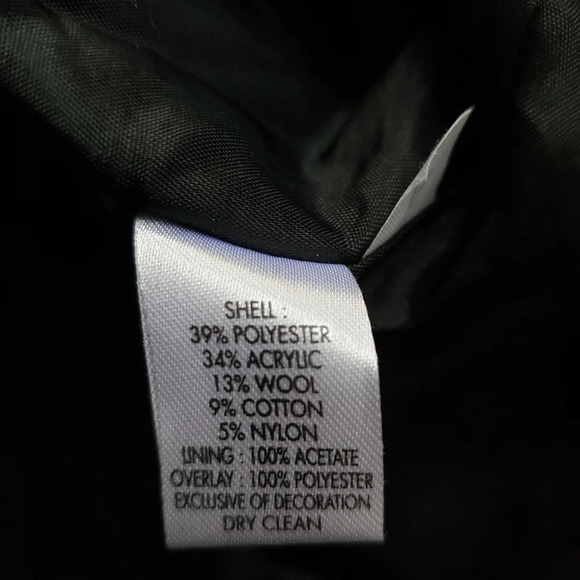 SHELL :
39% POLYESTER
34% ACRYLIC
13% WOOL
9% COTTON
5% NYLON
LINING : 100% ACETATE
OVERLAY : 100% POLYESTER
EXCLUSIVE OF DECORATION
DRY CLEAN